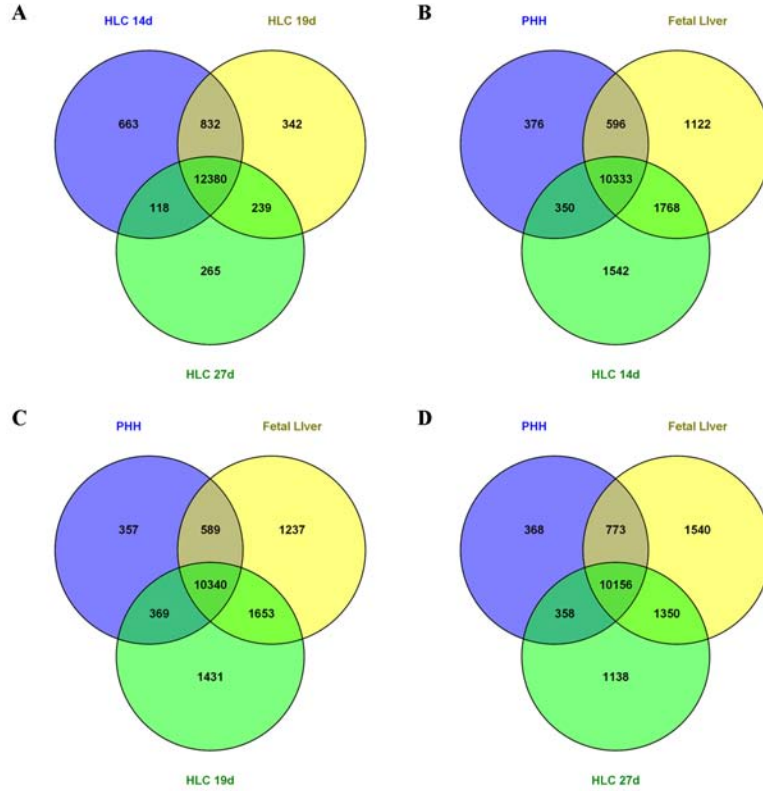 A
HLC 14d
HLC 19d
663
832
342
12380
118
239
265
HLC 27d
B
PHH
Fetal LIver
376
596
1122
10333
350
1768
1542
HLC 14d
C
PHH
Fetal LIver
357
589
1237
10340
369
1653
1431
HLC 19d
D
PHH
Fetal LIver
368
773
1540
10156
358
1350
1138
HLC 27d